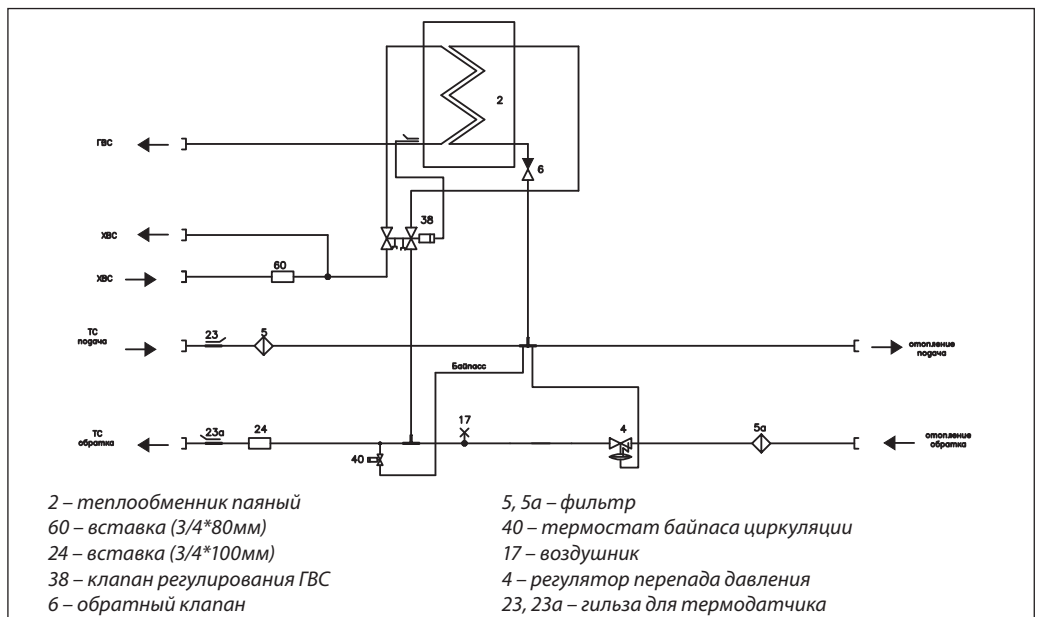 2
ГВС
6
38
ХВС
60
ХВС
ТС
подача
23
5
отопление
подача
Байпасс
ТС
обратка
23а
24
17
4
5а
отопление
обратка
40
2 – теплообменник паяный
60 – вставка (3/4*80мм)
24 – вставка (3/4*100мм)
38 – клапан регулирования ГВС
6 – обратный клапан
5, 5а – фильтр
40 – термостат байпаса циркуляции
17 – воздушник
4 – регулятор перепада давления
23, 23а – гильза для термодатчика